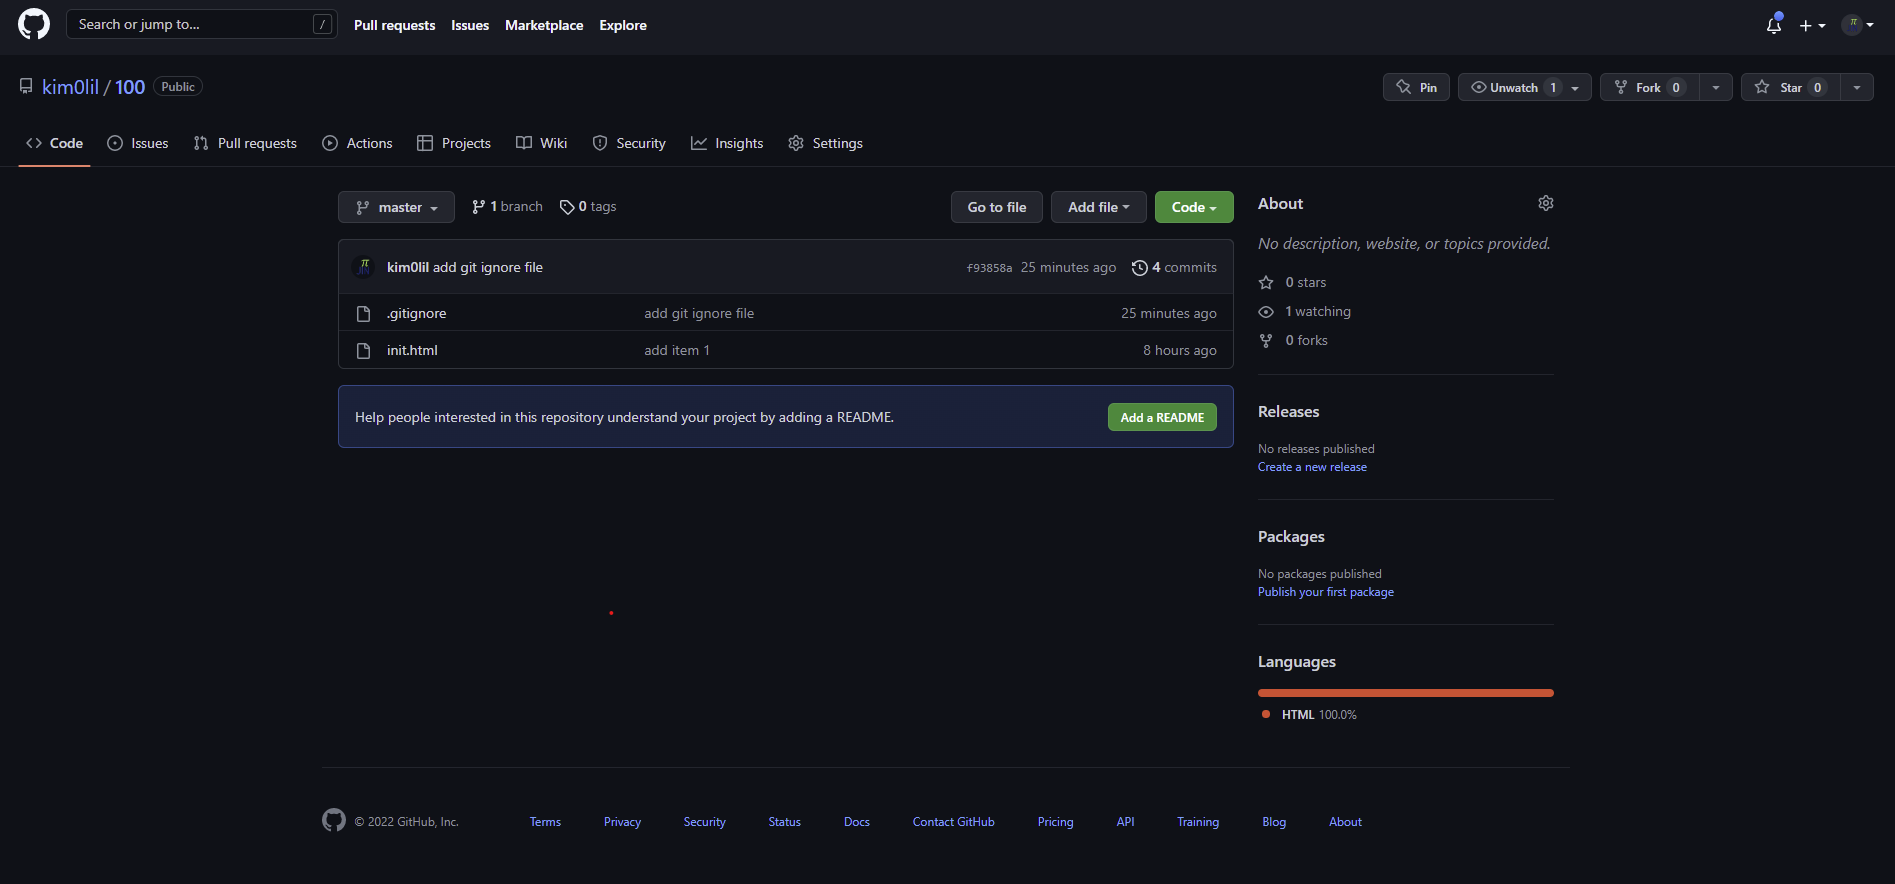 Search or jump to... /
Pull requests Issues Marketplace Explore
kim0lil / 100 Public
Pin Unwatch 1 Fork 0 Star 0
Code Issues Pull requests Actions Projects Wiki Security Insights Settings
master 1 branch 0 tags Go to file Add file Code
kim0lil add git ignore file f93858a 25 minutes ago 4 commits
.gitignore add git ignore file 25 minutes ago
init.html add item 1 8 hours ago
Help people interested in this repository understand your project by adding a README. Add a README
About
No description, website, or topics provided.
0 stars
1 watching
0 forks
Releases
No releases published
Create a new release
Packages
No packages published
Publish your first package
Languages
HTML 100.0%
© 2022 GitHub, Inc. Terms Privacy Security Status Docs Contact GitHub Pricing API Training Blog About